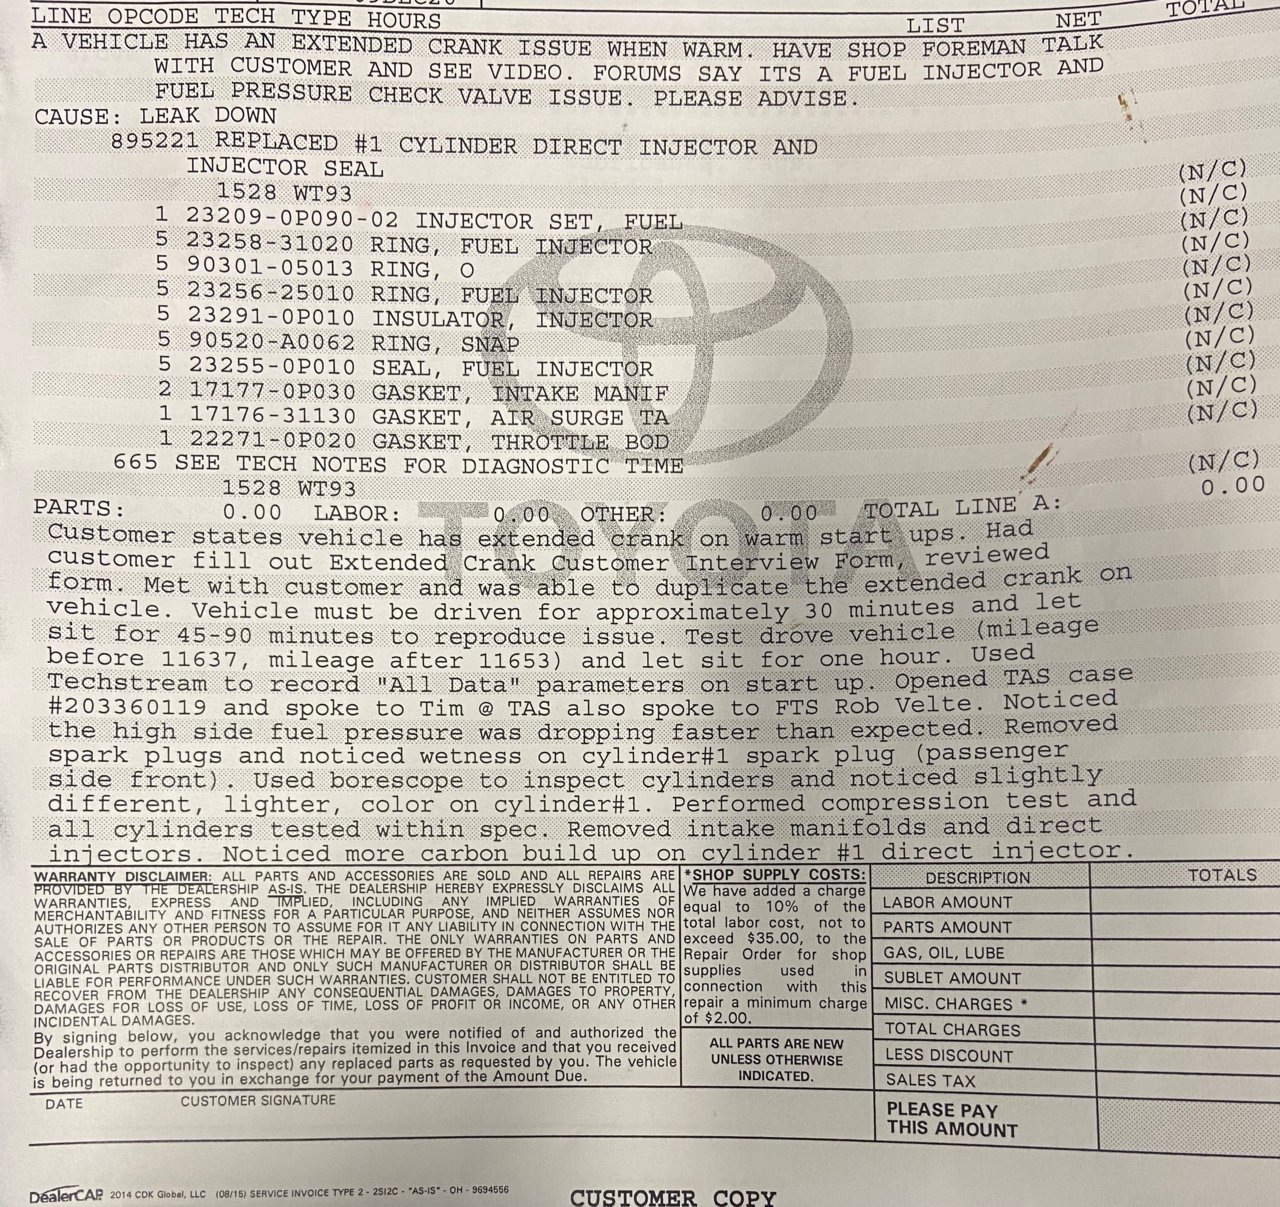 LINE OPCODE TECH TYPE HOURS LIST NET TOTAL
A VEHICLE HAS AN EXTENDED CRANK ISSUE WHEN WARM. HAVE SHOP FOREMAN TALK
WITH CUSTOMER AND SEE VIDEO. FORUMS SAY ITS A FUEL INJECTOR AND
FUEL PRESSURE CHECK VALVE ISSUE. PLEASE ADVISE.
CAUSE: LEAK DOWN
895221 REPLACED #1 CYLINDER DIRECT INJECTOR AND
INJECTOR SEAL
1528 WT93 (N/C)
1 23209-0P090-02 INJECTOR SET, FUEL (N/C)
5 23258-31020 RING, FUEL INJECTOR (N/C)
5 90301-05013 RING, O (N/C)
5 23256-25010 RING, FUEL INJECTOR (N/C)
5 23291-0P010 INSULATOR, INJECTOR (N/C)
5 90520-A0062 RING, SNAP (N/C)
5 23255-0P010 SEAL, FUEL INJECTOR (N/C)
2 17177-0P030 GASKET, INTAKE MANIF (N/C)
1 17176-31130 GASKET, AIR SURGE TA (N/C)
1 22271-0P020 GASKET, THROTTLE BOD (N/C)
665 SEE TECH NOTES FOR DIAGNOSTIC TIME
1528 WT93 (N/C)
PARTS: 0.00 LABOR: 0.00 OTHER: 0.00 TOTAL LINE A: 0.00
TOYOTA
Customer states vehicle has extended crank on warm start ups. Had
customer fill out Extended Crank Customer Interview Form, reviewed
form. Met with customer and was able to duplicate the extended crank on
vehicle. Vehicle must be driven for approximately 30 minutes and let
sit for 45-90 minutes to reproduce issue. Test drove vehicle (mileage
before 11637, mileage after 11653) and let sit for one hour. Used
Techstream to record "All Data" parameters on start up. Opened TAS case
#203360119 and spoke to Tim @ TAS also spoke to FTS Rob Velte. Noticed
the high side fuel pressure was dropping faster than expected. Removed
spark plugs and noticed wetness on cylinder#1 spark plug (passenger
side front). Used borescope to inspect cylinders and noticed slightly
different, lighter, color on cylinder#1. Performed compression test and
all cylinders tested within spec. Removed intake manifolds and direct
injectors. Noticed more carbon build up on cylinder #1 direct injector.
WARRANTY DISCLAIMER: ALL PARTS AND ACCESSORIES ARE SOLD AND ALL REPAIRS ARE
PROVIDED BY THE DEALERSHIP AS-IS. THE DEALERSHIP HEREBY EXPRESSLY DISCLAIMS ALL
WARRANTIES, EXPRESS AND IMPLIED, INCLUDING ANY IMPLIED WARRANTIES OF
MERCHANTABILITY AND FITNESS FOR A PARTICULAR PURPOSE, AND NEITHER ASSUMES NOR
AUTHORIZES ANY OTHER PERSON TO ASSUME FOR IT ANY LIABILITY IN CONNECTION WITH THE
SALE OF PARTS OR PRODUCTS OR THE REPAIR. THE ONLY WARRANTIES ON PARTS AND
ACCESSORIES OR REPAIRS ARE THOSE WHICH MAY BE OFFERED BY THE MANUFACTURER OR THE
ORIGINAL PARTS DISTRIBUTOR AND ONLY SUCH MANUFACTURER OR DISTRIBUTOR SHALL BE
LIABLE FOR PERFORMANCE UNDER SUCH WARRANTIES. CUSTOMER SHALL NOT BE ENTITLED TO
RECOVER FROM THE DEALERSHIP ANY CONSEQUENTIAL DAMAGES, DAMAGES TO PROPERTY,
DAMAGES FOR LOSS OF USE, LOSS OF TIME, LOSS OF PROFIT OR INCOME, OR ANY OTHER
INCIDENTAL DAMAGES.
By signing below, you acknowledge that you were notified of and authorized the
Dealership to perform the services/repairs itemized in this Invoice and that you received
(or had the opportunity to inspect) any replaced parts as requested by you. The vehicle
is being returned to you in exchange for your payment of the Amount Due.
DATE CUSTOMER SIGNATURE
*SHOP SUPPLY COSTS:
We have added a charge
equal to 10% of the
total labor cost, not to
exceed $35.00, to the
Repair Order for shop
supplies used in
connection with this
repair a minimum charge
of $2.00.
ALL PARTS ARE NEW
UNLESS OTHERWISE
INDICATED.
DESCRIPTION TOTALS
LABOR AMOUNT
PARTS AMOUNT
GAS, OIL, LUBE
SUBLET AMOUNT
MISC. CHARGES *
TOTAL CHARGES
LESS DISCOUNT
SALES TAX
PLEASE PAY
THIS AMOUNT
DealerCAP 2014 CDK Global, LLC (08/15) SERVICE INVOICE TYPE 2 - 2SI2C - "AS-IS" - OH - 9694556
CUSTOMER COPY